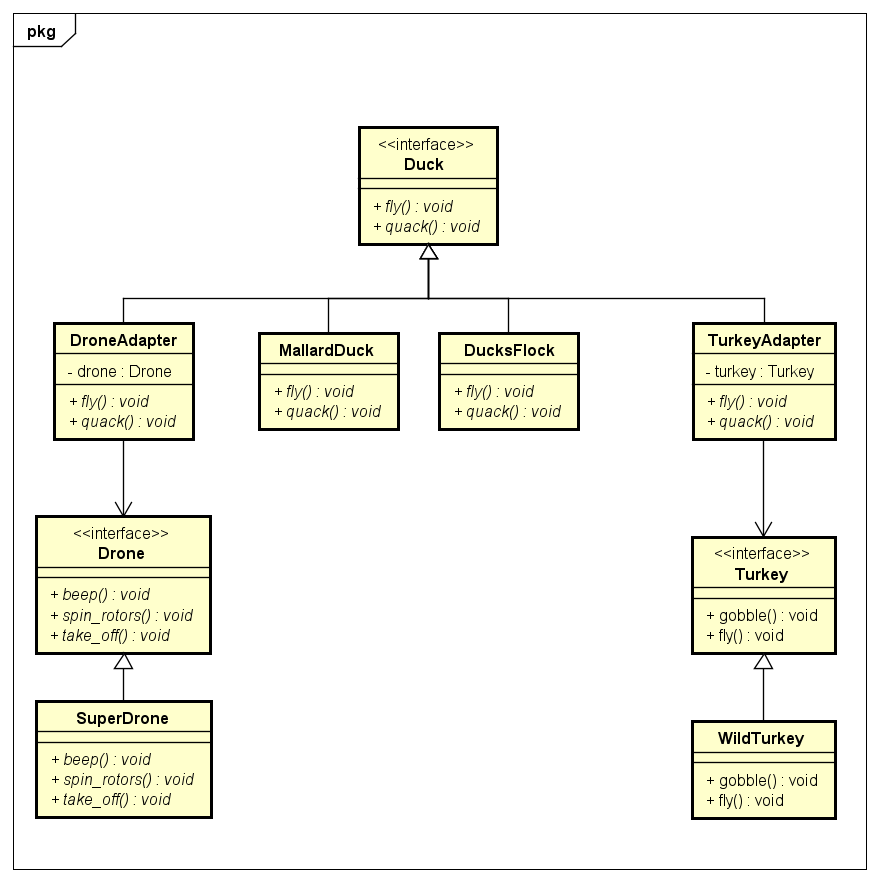 pkg
<<interface>>
Duck
+ fly() : void
+ quack() : void
DroneAdapter
- drone : Drone
+ fly() : void
+ quack() : void
MallardDuck
+ fly() : void
+ quack() : void
DucksFlock
+ fly() : void
+ quack() : void
TurkeyAdapter
- turkey : Turkey
+ fly() : void
+ quack() : void
<<interface>>
Drone
+ beep() : void
+ spin_rotors() : void
+ take_off() : void
<<interface>>
Turkey
+ gobble() : void
+ fly() : void
SuperDrone
+ beep() : void
+ spin_rotors() : void
+ take_off() : void
WildTurkey
+ gobble() : void
+ fly() : void